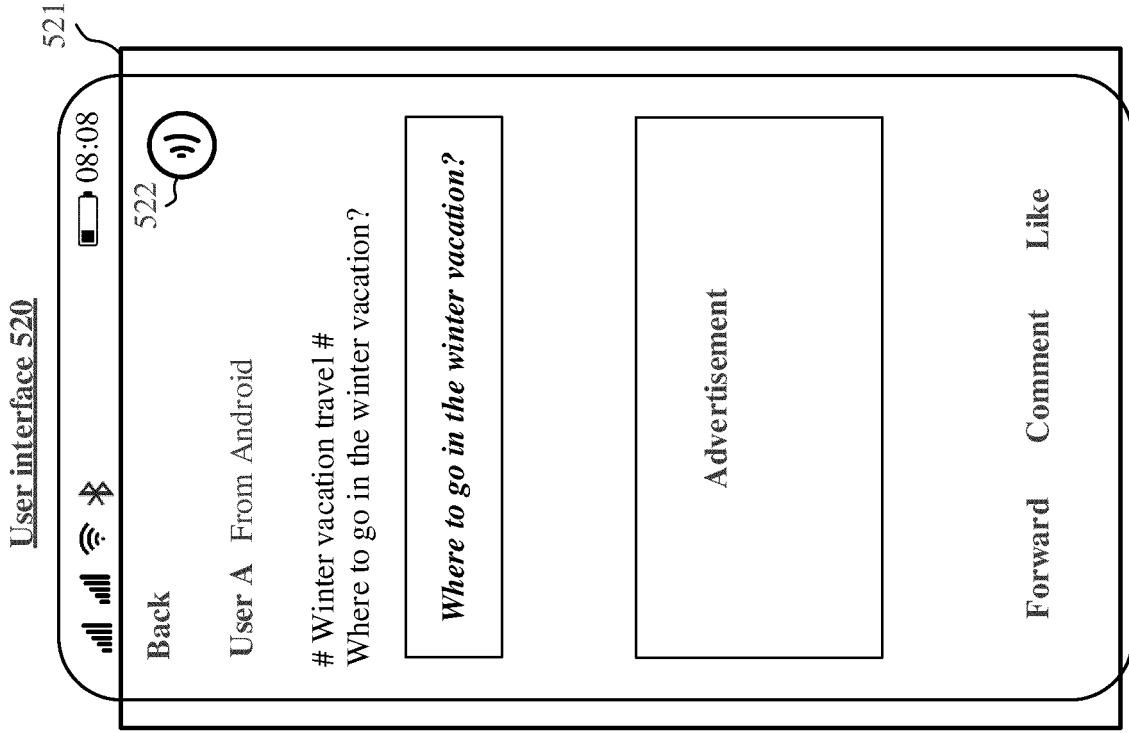 User interface 520
521
08:08
Back
522
User A From Android
# Winter vacation travel #
Where to go in the winter vacation?
Where to go in the winter vacation?
Advertisement
Forward Comment Like